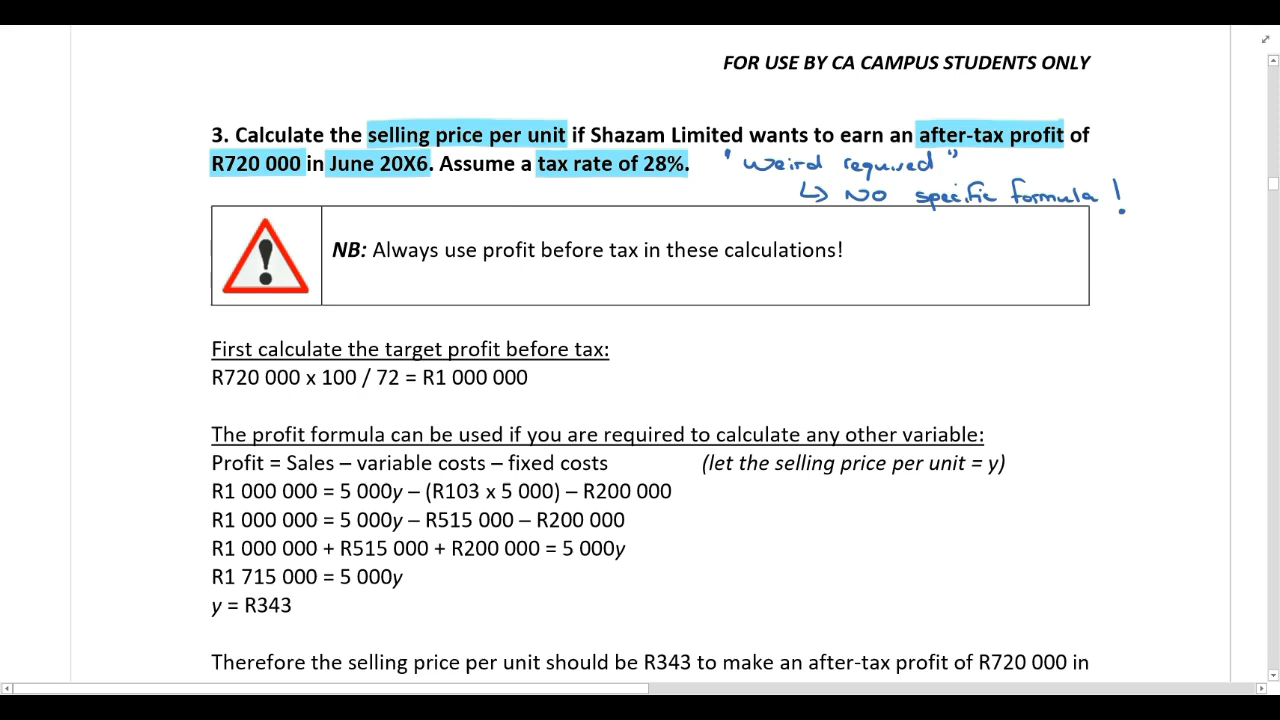 FOR USE BY CA CAMPUS STUDENTS ONLY
3. Calculate the selling price per unit if Shazam Limited wants to earn an after-tax profit of
R720 000 in June 20X6. Assume a tax rate of 28%. "Weird required"
↳ NO specific formula!
NB: Always use profit before tax in these calculations!
First calculate the target profit before tax:
R720 000 x 100 / 72 = R1 000 000
The profit formula can be used if you are required to calculate any other variable:
Profit = Sales – variable costs – fixed costs (let the selling price per unit = y)
R1 000 000 = 5 000y – (R103 x 5 000) – R200 000
R1 000 000 = 5 000y – R515 000 – R200 000
R1 000 000 + R515 000 + R200 000 = 5 000y
R1 715 000 = 5 000y
y = R343
Therefore the selling price per unit should be R343 to make an after-tax profit of R720 000 in